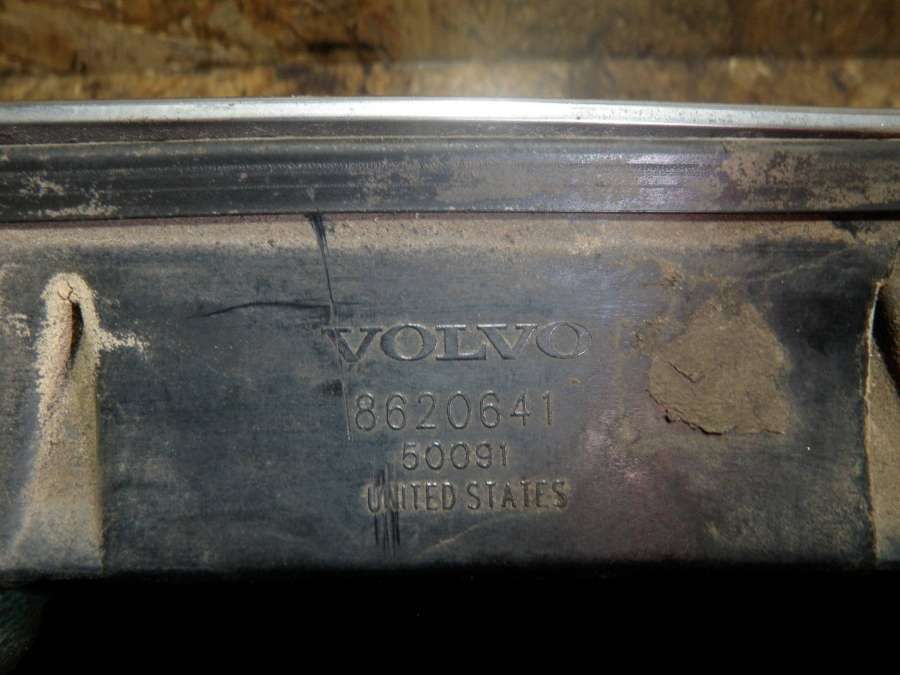 VOLVO
8620641
50091
UNITED STATES